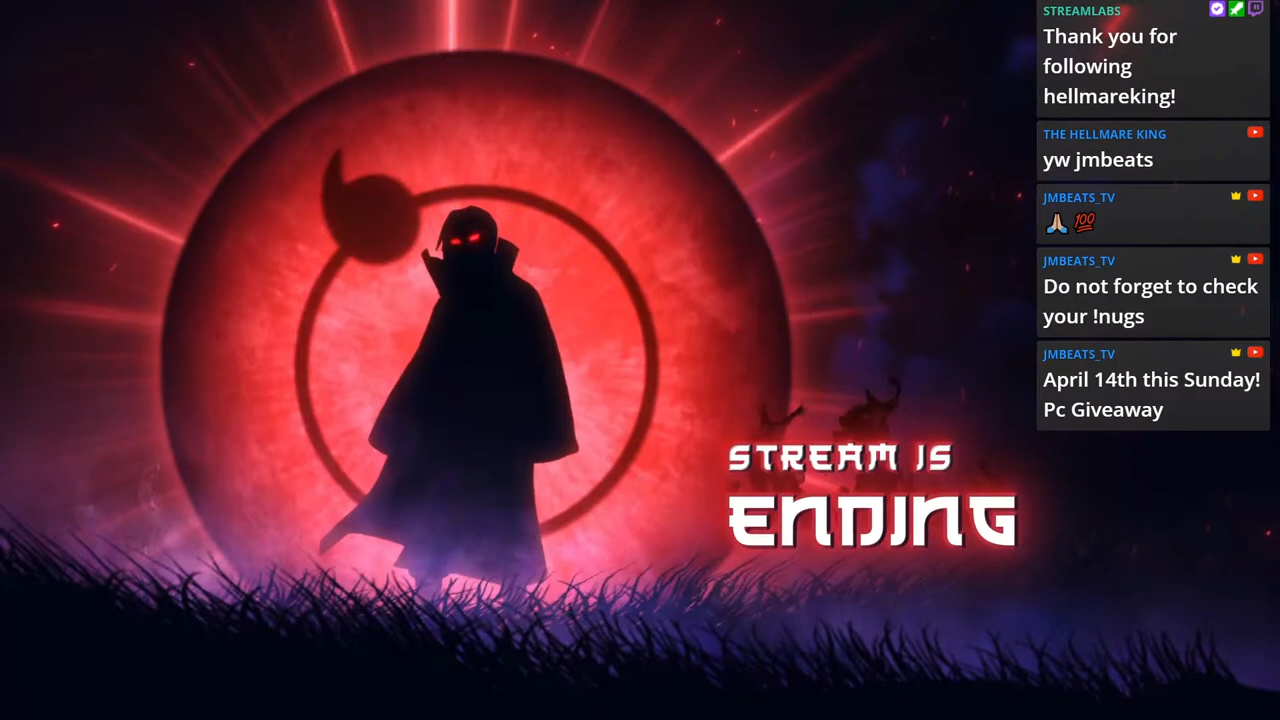 STREAMLABS
Thank you for
following
hellmareking!
THE HELLMARE KING
yw jmbeats
JMBEATS_TV
🙏🏼 💯
JMBEATS_TV
Do not forget to check
your !nugs
JMBEATS_TV
April 14th this Sunday!
Pc Giveaway
STREAM IS
ENDING